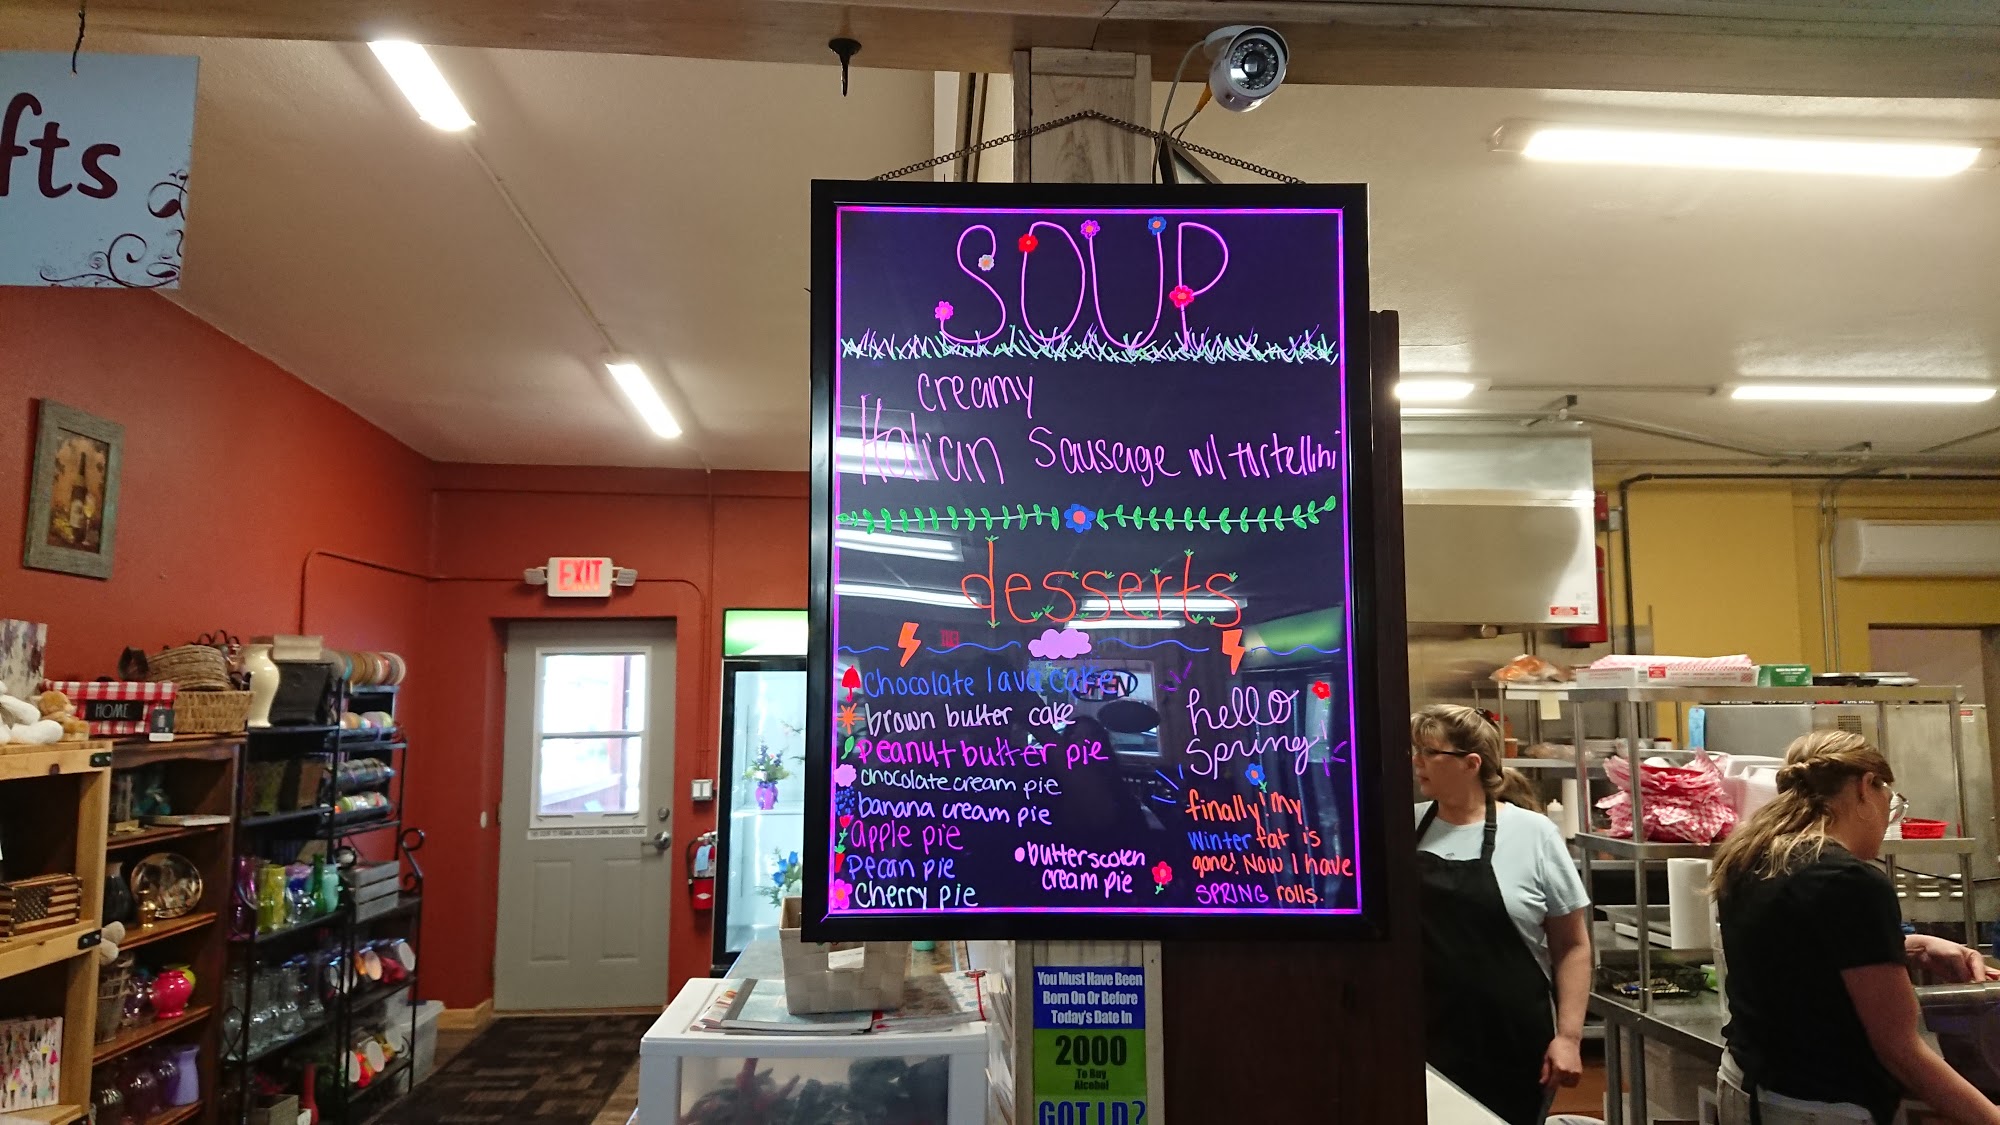 fts
SOUP
creamy
Italian Sausage w/ tortellini
desserts
chocolate lava cake
brown butter cake
peanut butter pie
chocolate cream pie
banana cream pie
apple pie
pecan pie
cherry pie
• butterscotch
cream pie
hello
spring!
finally! My
winter fat is
gone! Now I have
SPRING rolls.
EXIT
HOME
You Must Have Been
Born On Or Before
Today's Date In
2000
To Buy
Alcohol
GOT I.D.?